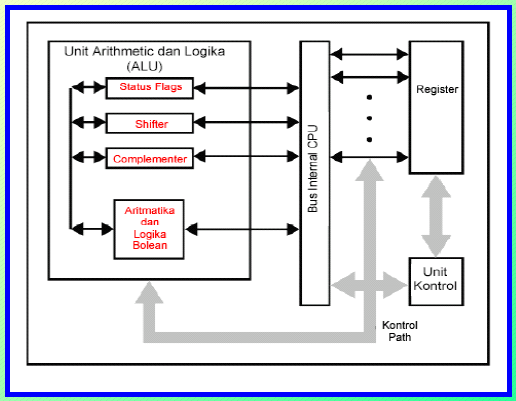 Unit Arithmetic dan Logika
(ALU)
Status Flags
Shifter
Complementer
Aritmatika
dan
Logika
Bolean
Bus Internal CPU
Register
Unit
Kontrol
Kontrol
Path